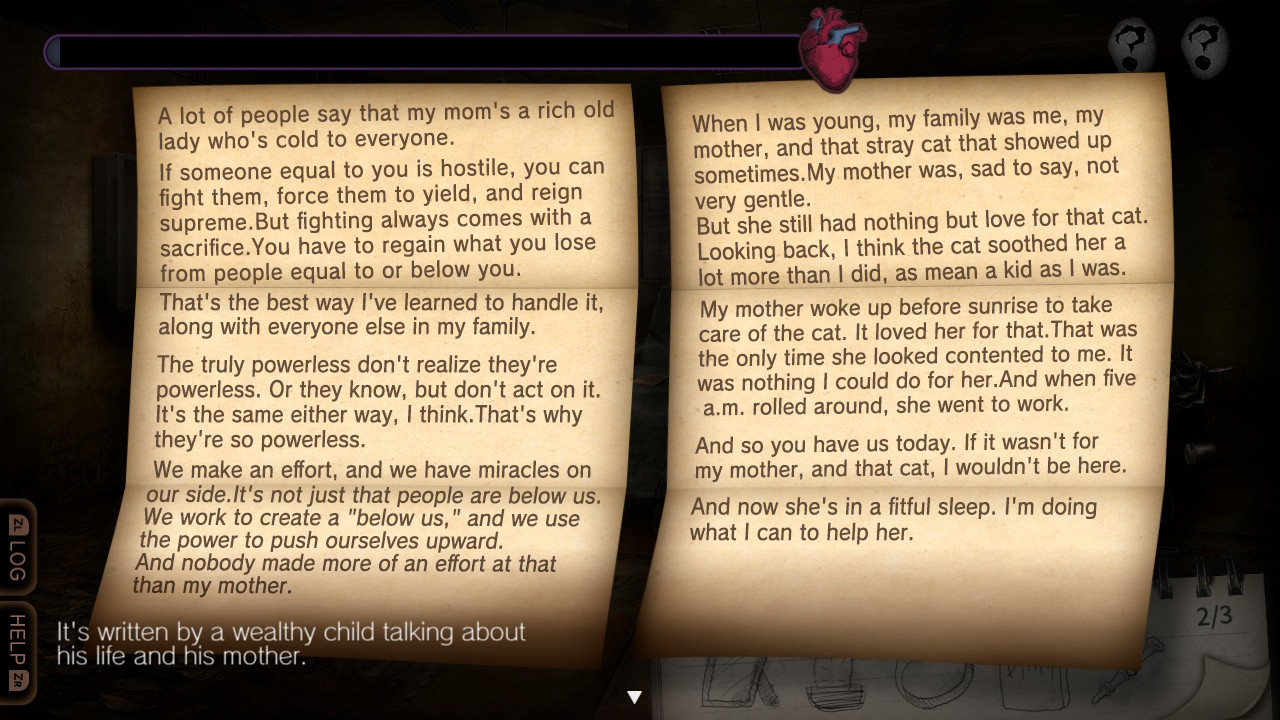 A lot of people say that my mom's a rich old
lady who's cold to everyone.
If someone equal to you is hostile, you can
fight them, force them to yield, and reign
supreme.But fighting always comes with a
sacrifice.You have to regain what you lose
from people equal to or below you.
That's the best way I've learned to handle it,
along with everyone else in my family.
The truly powerless don't realize they're
powerless. Or they know, but don't act on it.
It's the same either way, I think.That's why
they're so powerless.
We make an effort, and we have miracles on
our side.It's not just that people are below us.
We work to create a "below us," and we use
the power to push ourselves upward.
And nobody made more of an effort at that
than my mother.
When I was young, my family was me, my
mother, and that stray cat that showed up
sometimes.My mother was, sad to say, not
very gentle.
But she still had nothing but love for that cat.
Looking back, I think the cat soothed her a
lot more than I did, as mean a kid as I was.
My mother woke up before sunrise to take
care of the cat. It loved her for that.That was
the only time she looked contented to me. It
was nothing I could do for her.And when five
a.m. rolled around, she went to work.
And so you have us today. If it wasn't for
my mother, and that cat, I wouldn't be here.
And now she's in a fitful sleep. I'm doing
what I can to help her.
It's written by a wealthy child talking about
his life and his mother.
ZL LOG
HELP ZR
2/3